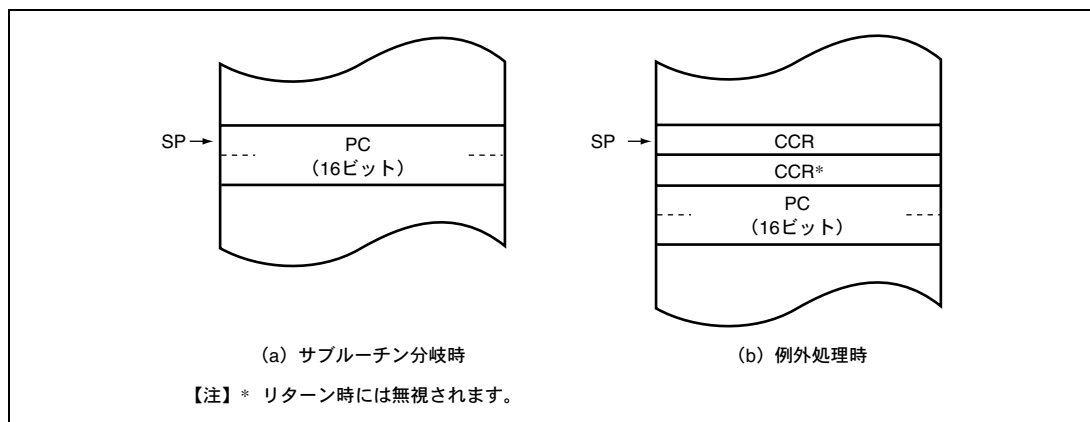 SP
PC
（16ビット）
(a) サブルーチン分岐時
SP
CCR
CCR*
PC
（16ビット）
(b) 例外処理時
【注】* リターン時には無視されます。